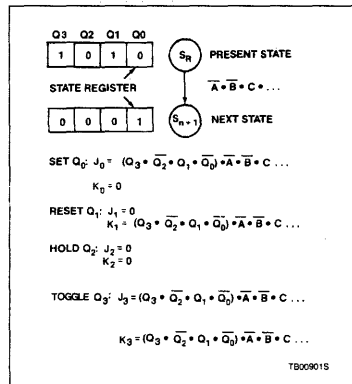 Q3 Q2 Q1 Q0
1 0 1 0
S_R PRESENT STATE
STATE REGISTER
A̅ • B̅ • C • ...
0 0 0 1
S_{n+1} NEXT STATE
SET Q₀: J₀ = (Q₃ • Q̅₂ • Q₁ • Q̅₀) • A̅ • B̅ • C ...
K₀ = 0
RESET Q₁: J₁ = 0
K₁ = (Q₃ • Q̅₂ • Q₁ • Q̅₀) • A̅ • B̅ • C ...
HOLD Q₂: J₂ = 0
K₂ = 0
TOGGLE Q₃: J₃ = (Q₃ • Q̅₂ • Q₁ • Q̅₀) • A̅ • B̅ • C ...
K₃ = (Q₃ • Q̅₂ • Q₁ • Q̅₀) • A̅ • B̅ • C ...
TB00901S